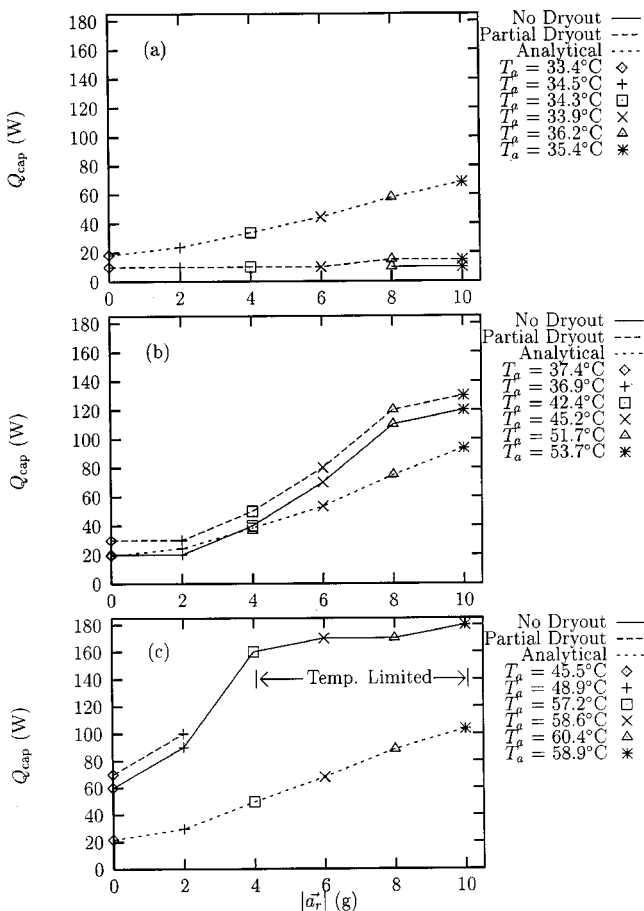 (a)
No Dryout
Partial Dryout
Analytical
T_a = 33.4°C
T_a = 34.5°C
T_a = 34.3°C
T_a = 33.9°C
T_a = 36.2°C
T_a = 35.4°C
Q_cap (W)
180
160
140
120
100
80
60
40
20
0
0 2 4 6 8 10
(b)
No Dryout
Partial Dryout
Analytical
T_a = 37.4°C
T_a = 36.9°C
T_a = 42.4°C
T_a = 45.2°C
T_a = 51.7°C
T_a = 53.7°C
Q_cap (W)
180
160
140
120
100
80
60
40
20
0
0 2 4 6 8 10
(c)
No Dryout
Partial Dryout
Analytical
T_a = 45.5°C
T_a = 48.9°C
T_a = 57.2°C
T_a = 58.6°C
T_a = 60.4°C
T_a = 58.9°C
Temp. Limited
Q_cap (W)
180
160
140
120
100
80
60
40
20
0
0 2 4 6 8 10
|a⃗_r| (g)